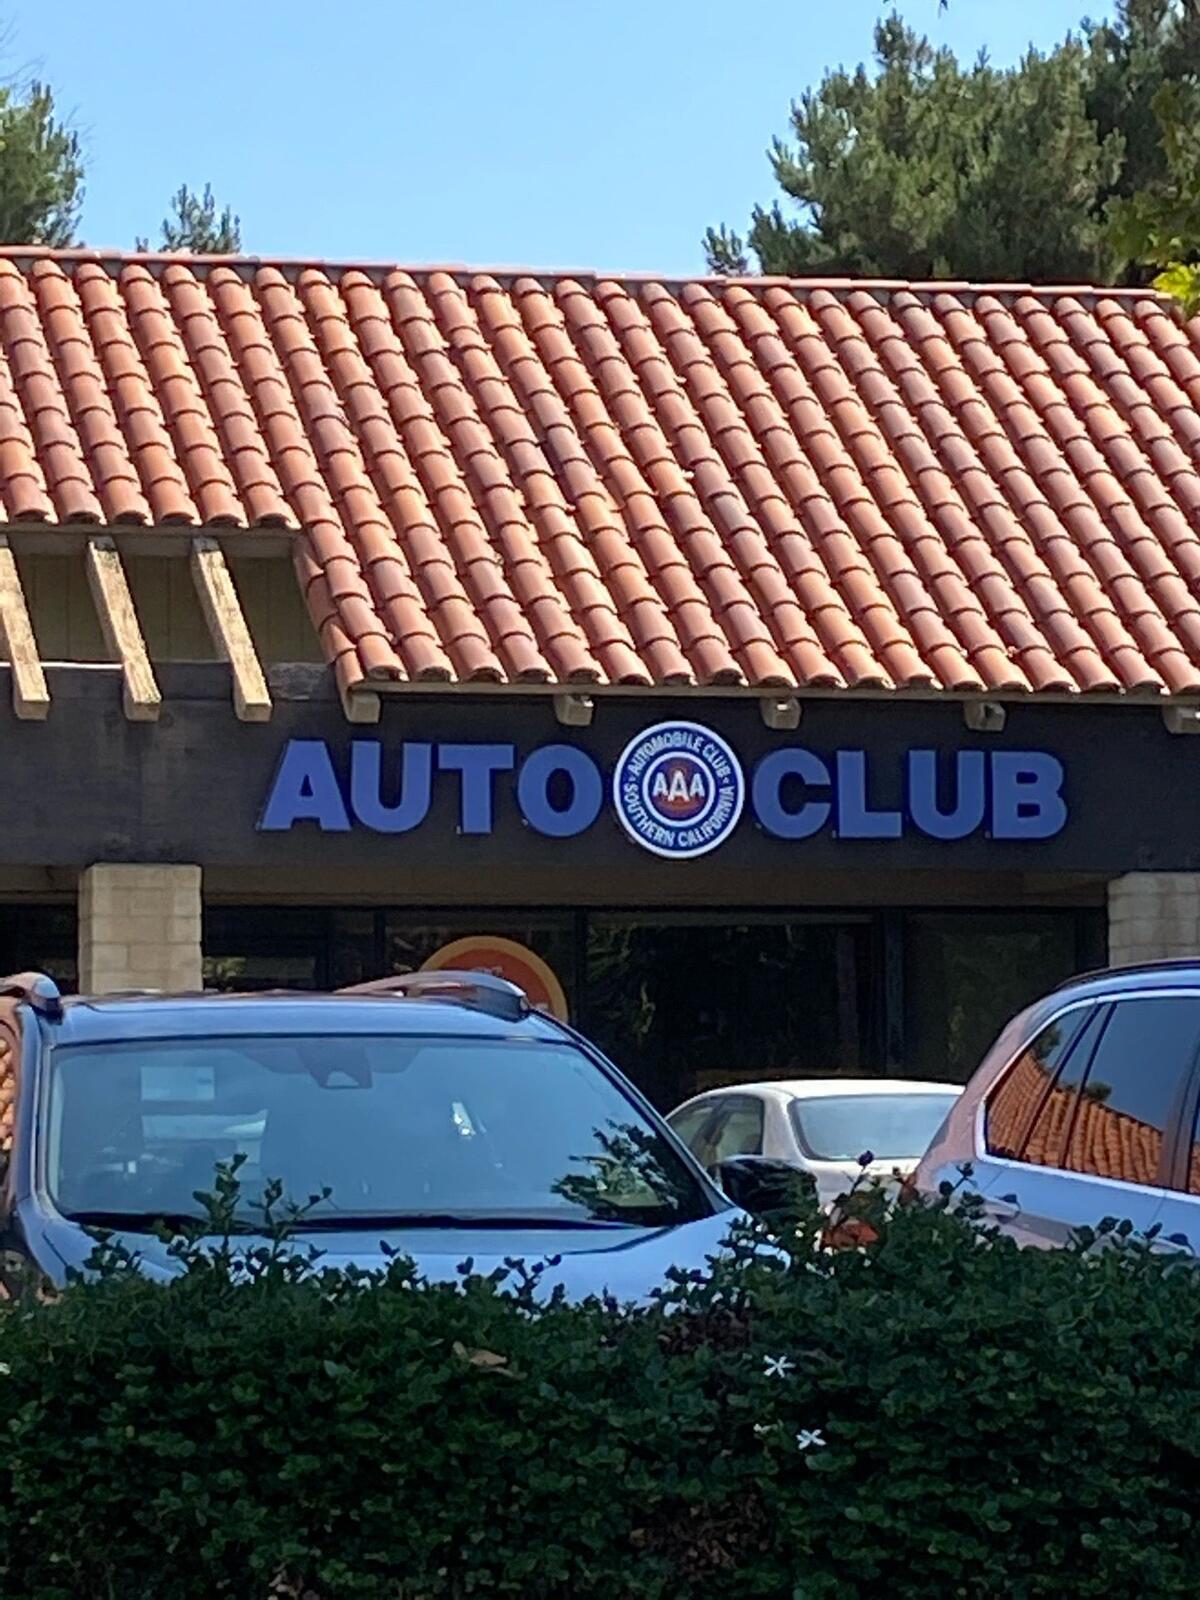 AUTO CLUB
AUTOMOBILE CLUB
AAA
SOUTHERN CALIFORNIA